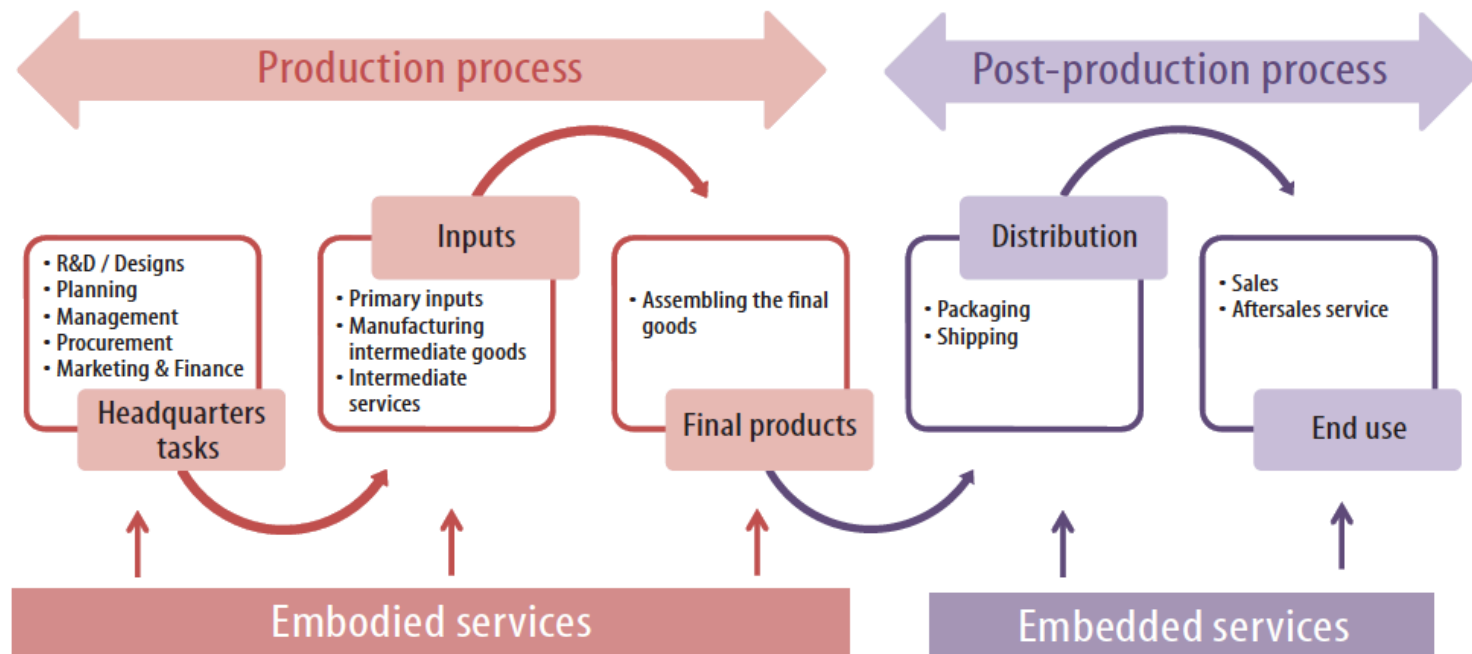 Production process
Post-production process
• R&D / Designs
• Planning
• Management
• Procurement
• Marketing & Finance
Headquarters
tasks
Inputs
• Primary inputs
• Manufacturing
intermediate goods
• Intermediate
services
• Assembling the final
goods
Final products
Distribution
• Packaging
• Shipping
• Sales
• Aftersales service
End use
Embodied services
Embedded services